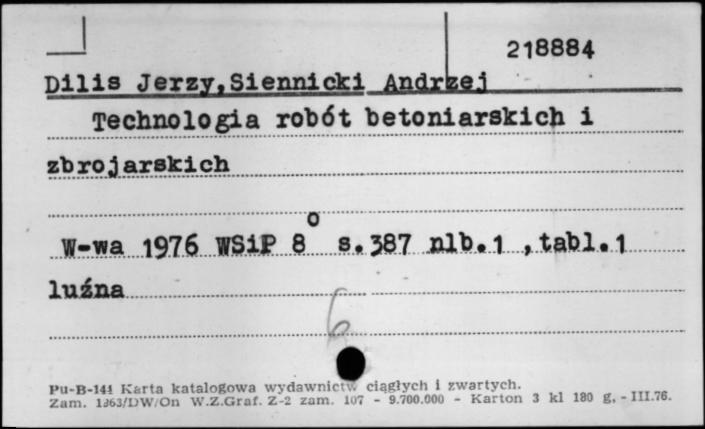 218884
Dilis Jerzy,Siennicki Andrzej
Technologia robót betoniarskich i
zbrojarskich
W-wa 1976 WSiP 8° s.387 nlb.1 ,tabl.1
luźna
6
Pu-B-141 Karta katalogowa wydawnictw ciągłych i zwartych.
Zam. 1363/DW/On W.Z.Graf. Z-2 zam. 107 - 9.700.000 - Karton 3 kl 180 g. - III.76.